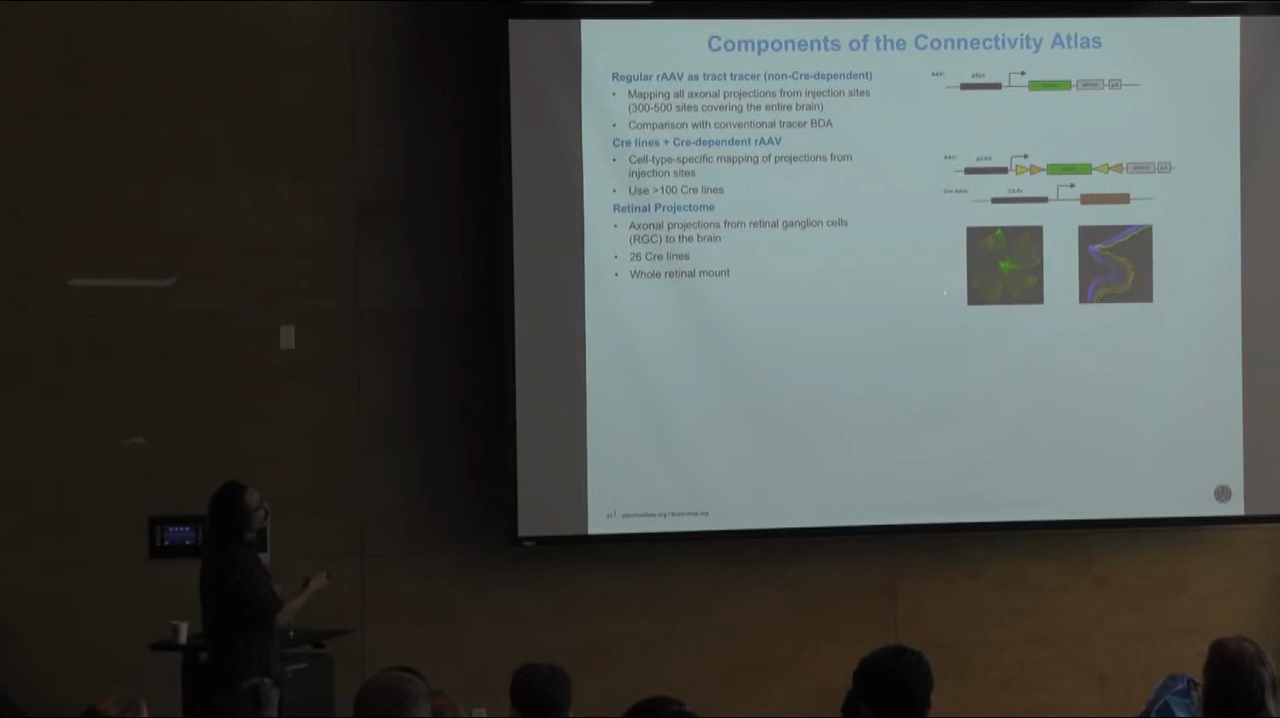 Components of the Connectivity Atlas
Regular rAAV as tract tracer (non-Cre-dependent)
• Mapping all axonal projections from injection sites
(300-500 sites covering the entire brain)
• Comparison with conventional tracer BDA
Cre lines + Cre-dependent rAAV
• Cell-type-specific mapping of projections from
injection sites
• Use >100 Cre lines
Retinal Projectome
• Axonal projections from retinal ganglion cells
(RGC) to the brain
• 26 Cre lines
• Whole retinal mount